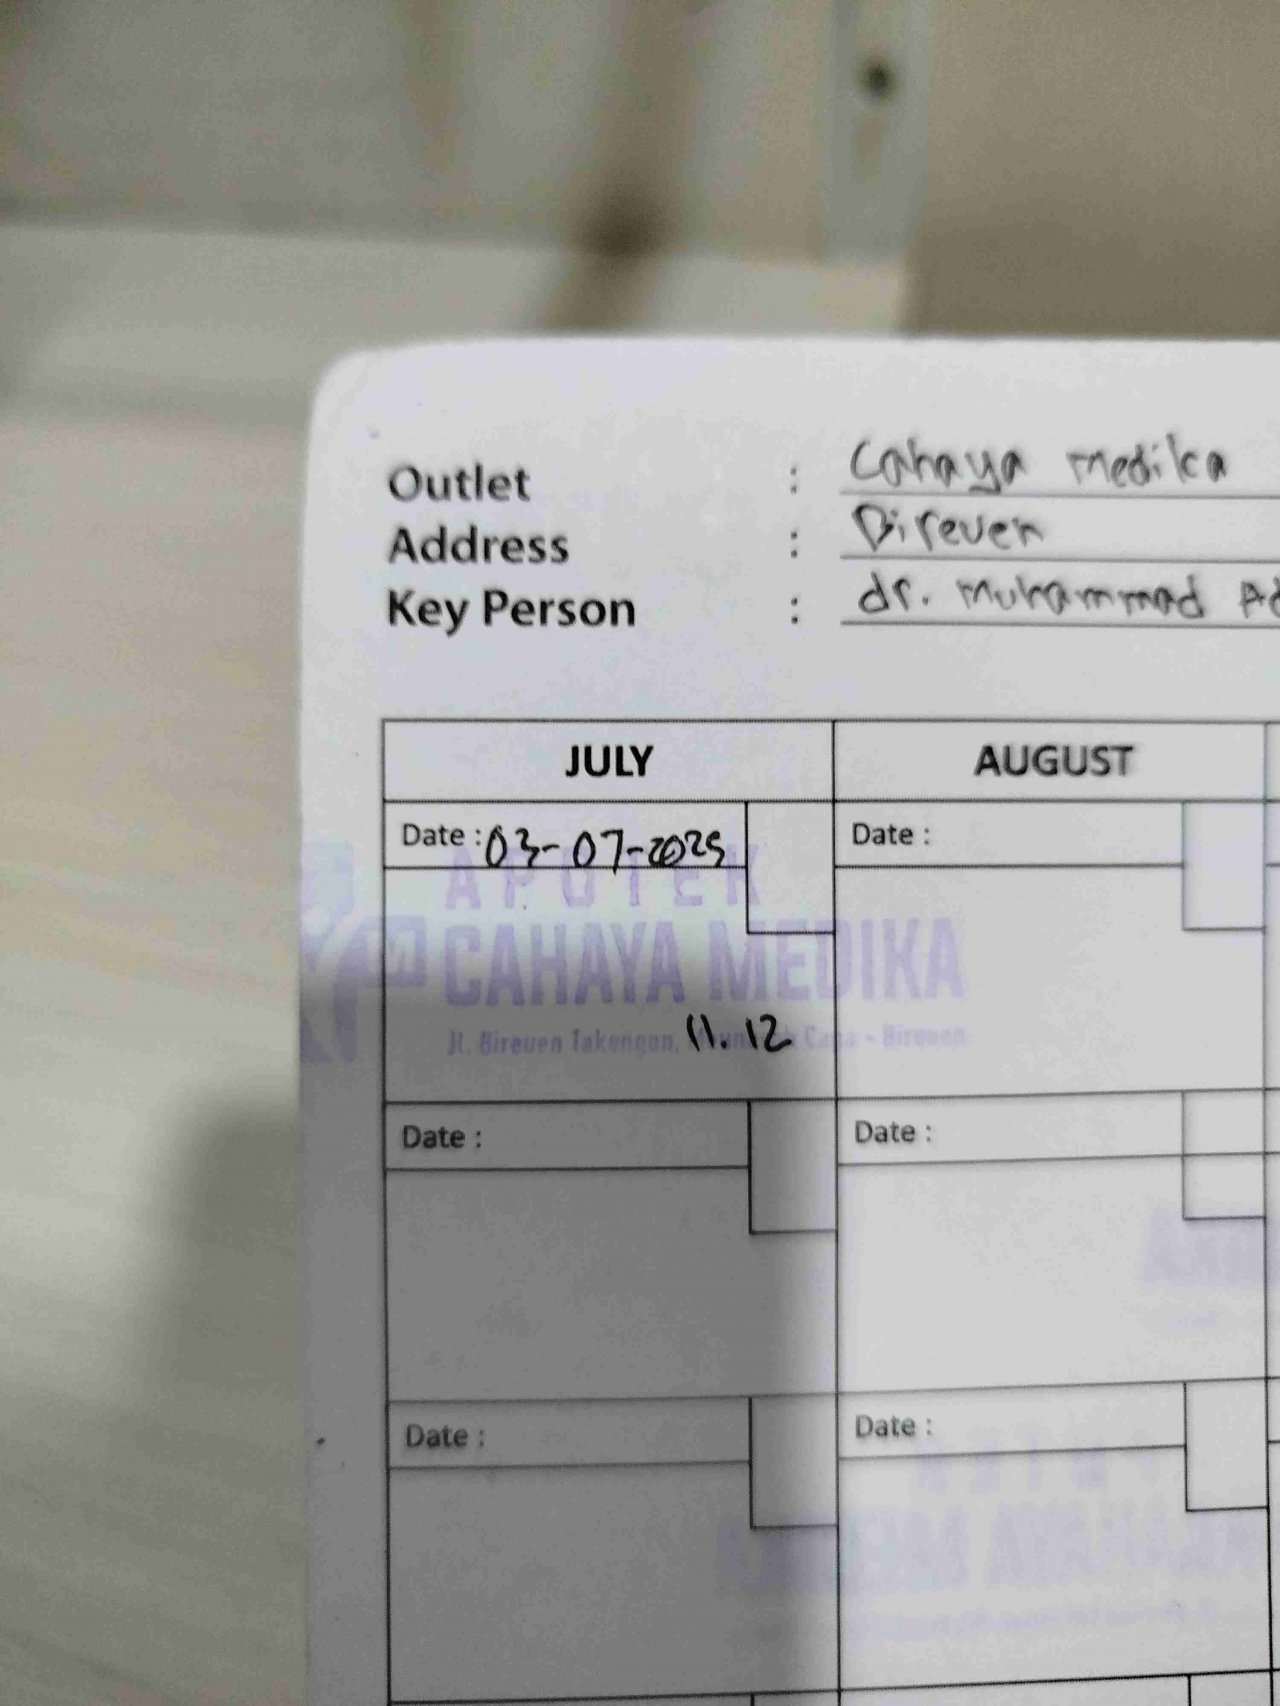 Outlet : Cahaya Medika
Address : Bireuen
Key Person : dr. Muhammad
JULY AUGUST
Date : 03-07-2025 Date :
APOTEK
CAHAYA MEDIKA
Jl. Bireuen Takengon, - Bireuen
11.12
Date : Date :
Date : Date :